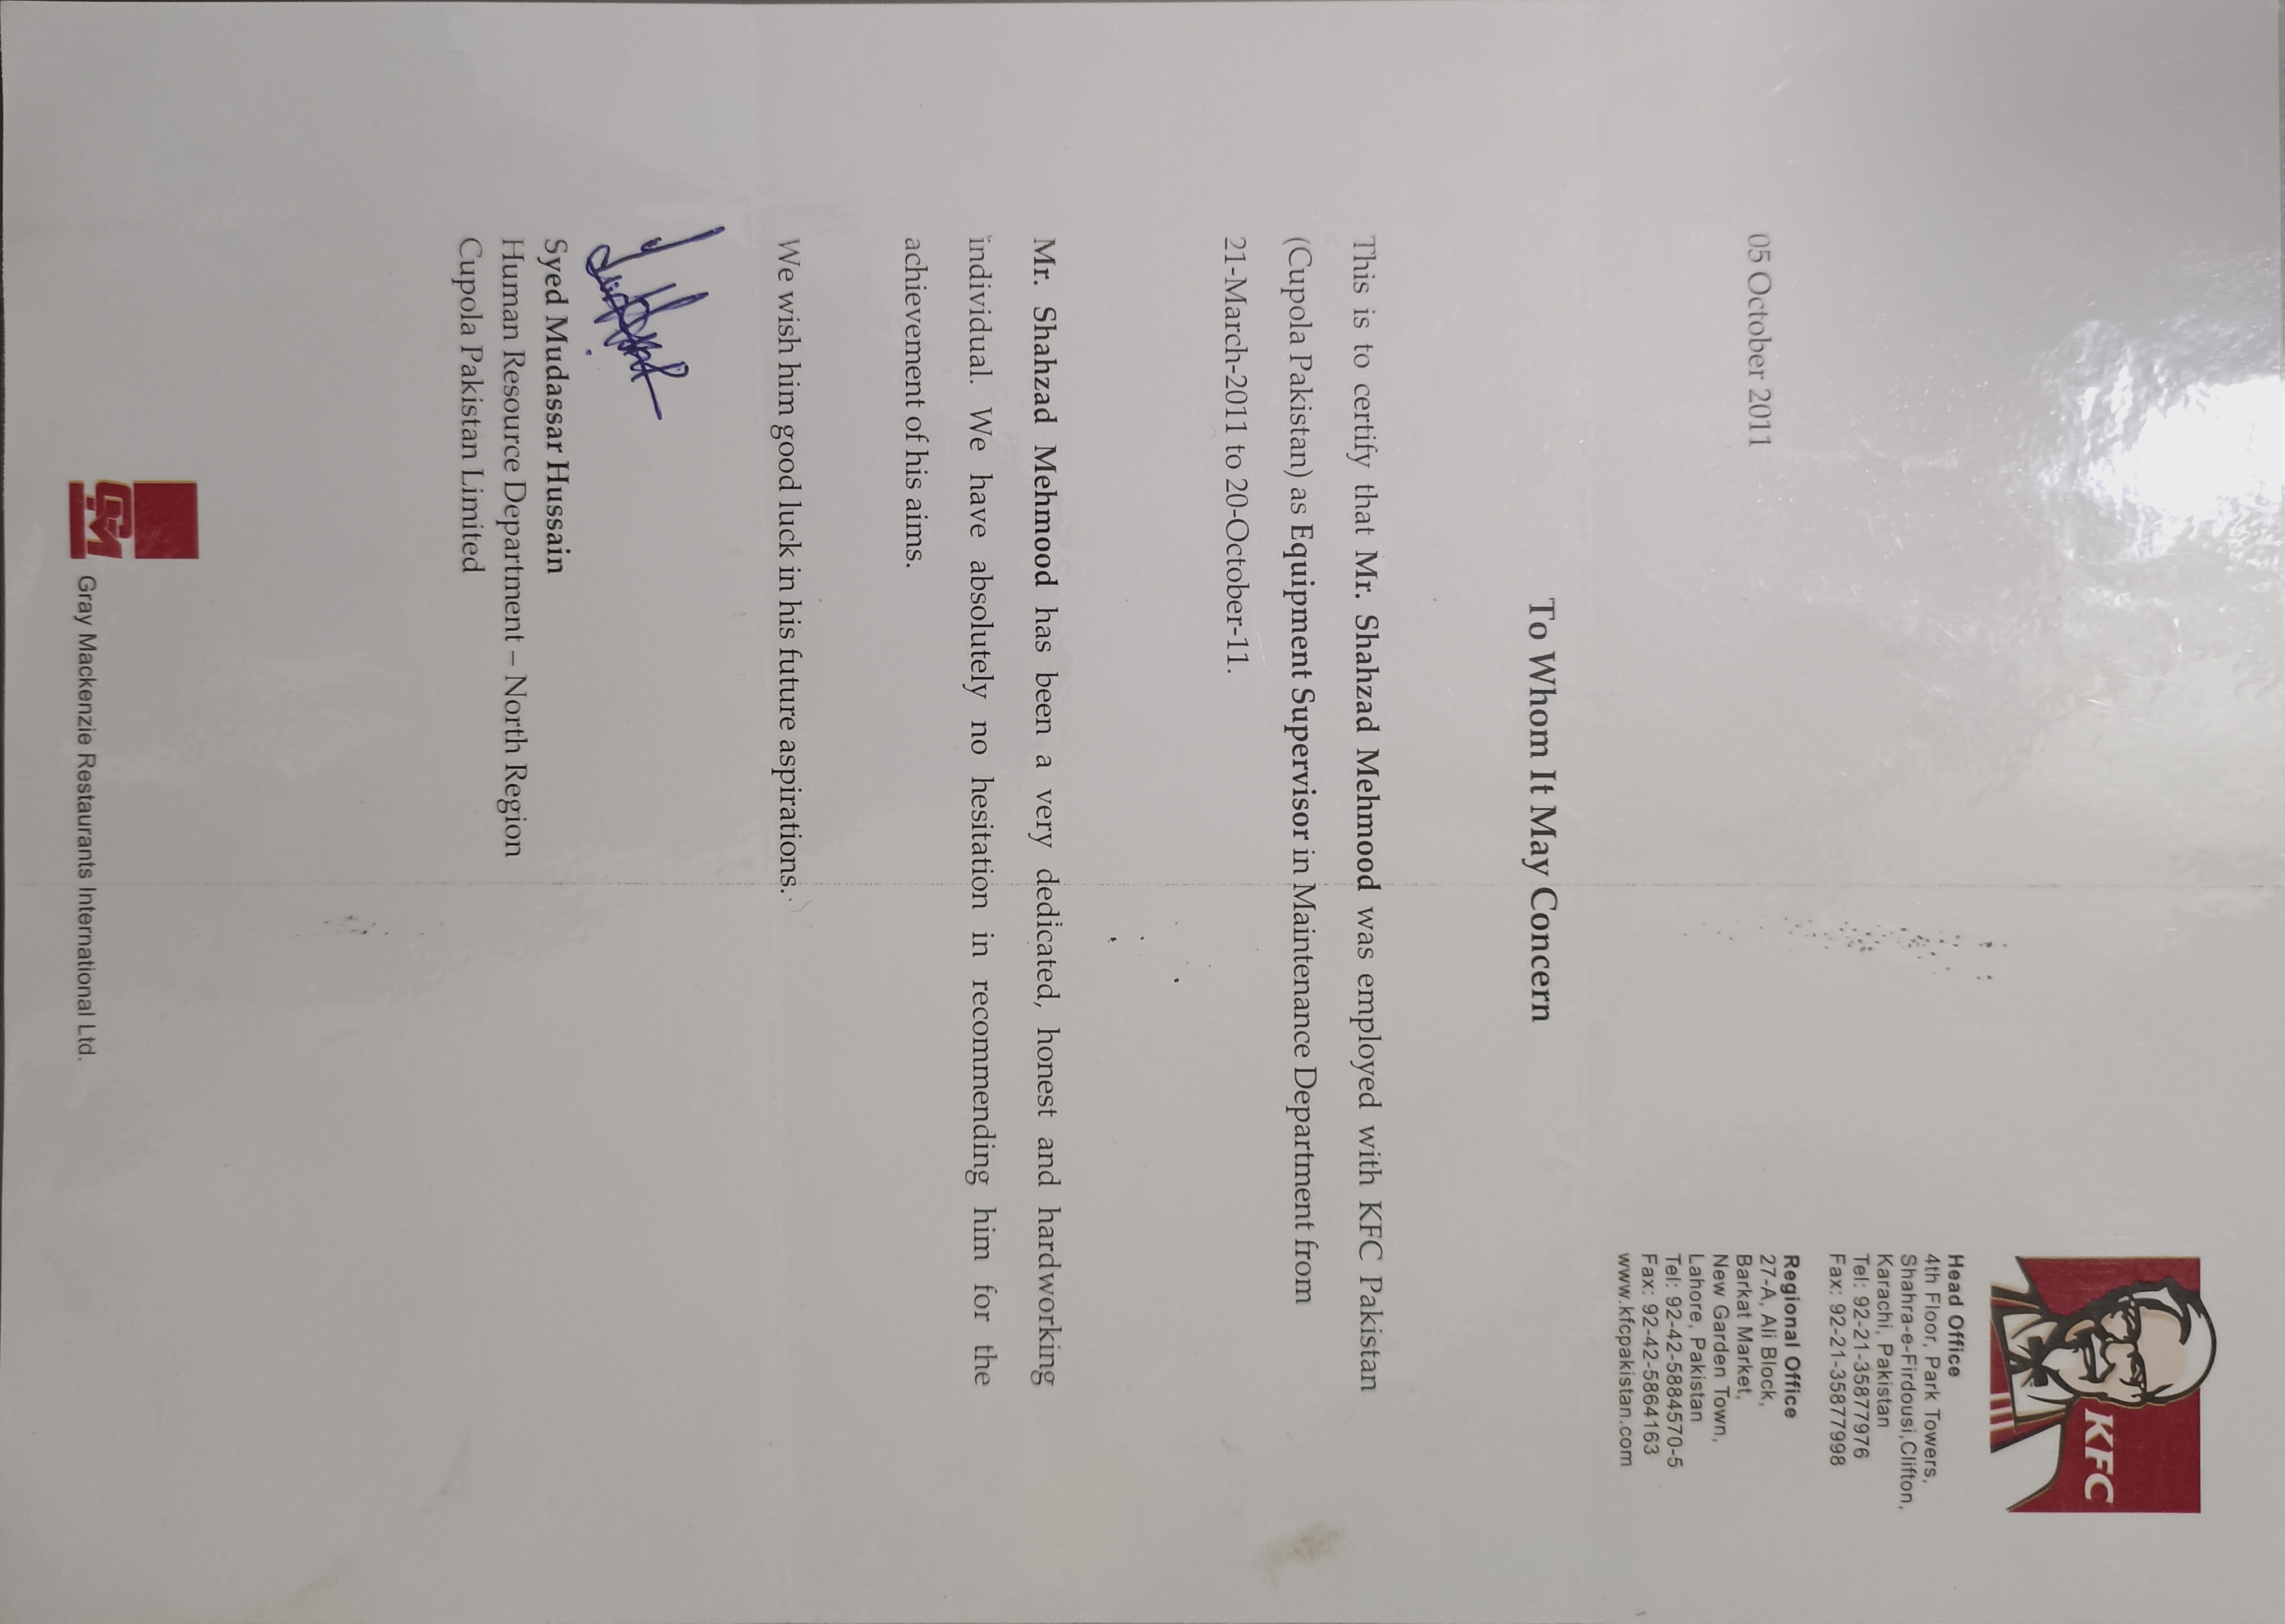 KFC
Head Office
4th Floor, Park Towers,
Shahra-e-Firdousi,Clifton,
Karachi, Pakistan
Tel: 92-21-35877976
Fax: 92-21-35877998
Regional Office
27-A, Ali Block,
Barkat Market,
New Garden Town,
Lahore, Pakistan
Tel: 92-42-5884570-5
Fax: 92-42-5864163
www.kfcpakistan.com
05 October 2011
To Whom It May Concern
This is to certify that Mr. Shahzad Mehmood was employed with KFC Pakistan
(Cupola Pakistan) as Equipment Supervisor in Maintenance Department from
21-March-2011 to 20-October-11.
Mr. Shahzad Mehmood has been a very dedicated, honest and hardworking
individual. We have absolutely no hesitation in recommending him for the
achievement of his aims.
We wish him good luck in his future aspirations.
Syed Mudassar Hussain
Human Resource Department – North Region
Cupola Pakistan Limited
GM
Gray Mackenzie Restaurants International Ltd.